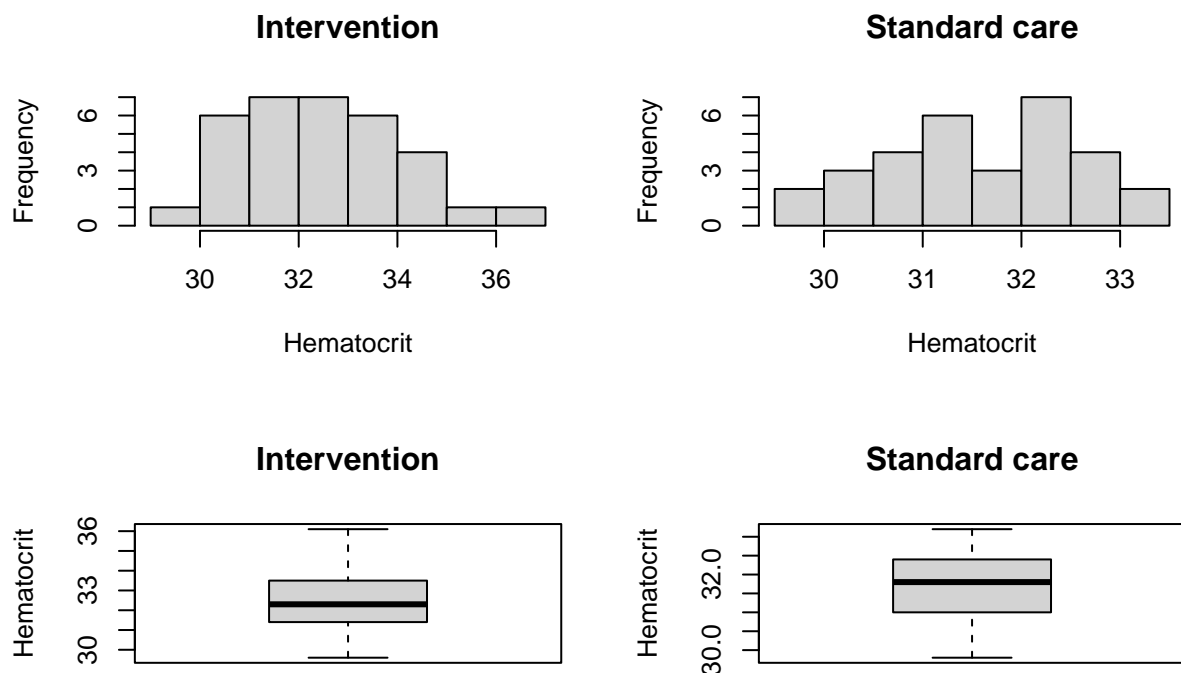 Intervention
Standard care
Frequency
0 3 6
30 32 34 36
Hematocrit
Frequency
0 3 6
30 31 32 33
Hematocrit
Intervention
Standard care
Hematocrit
30 33 36
Hematocrit
30.0 32.0